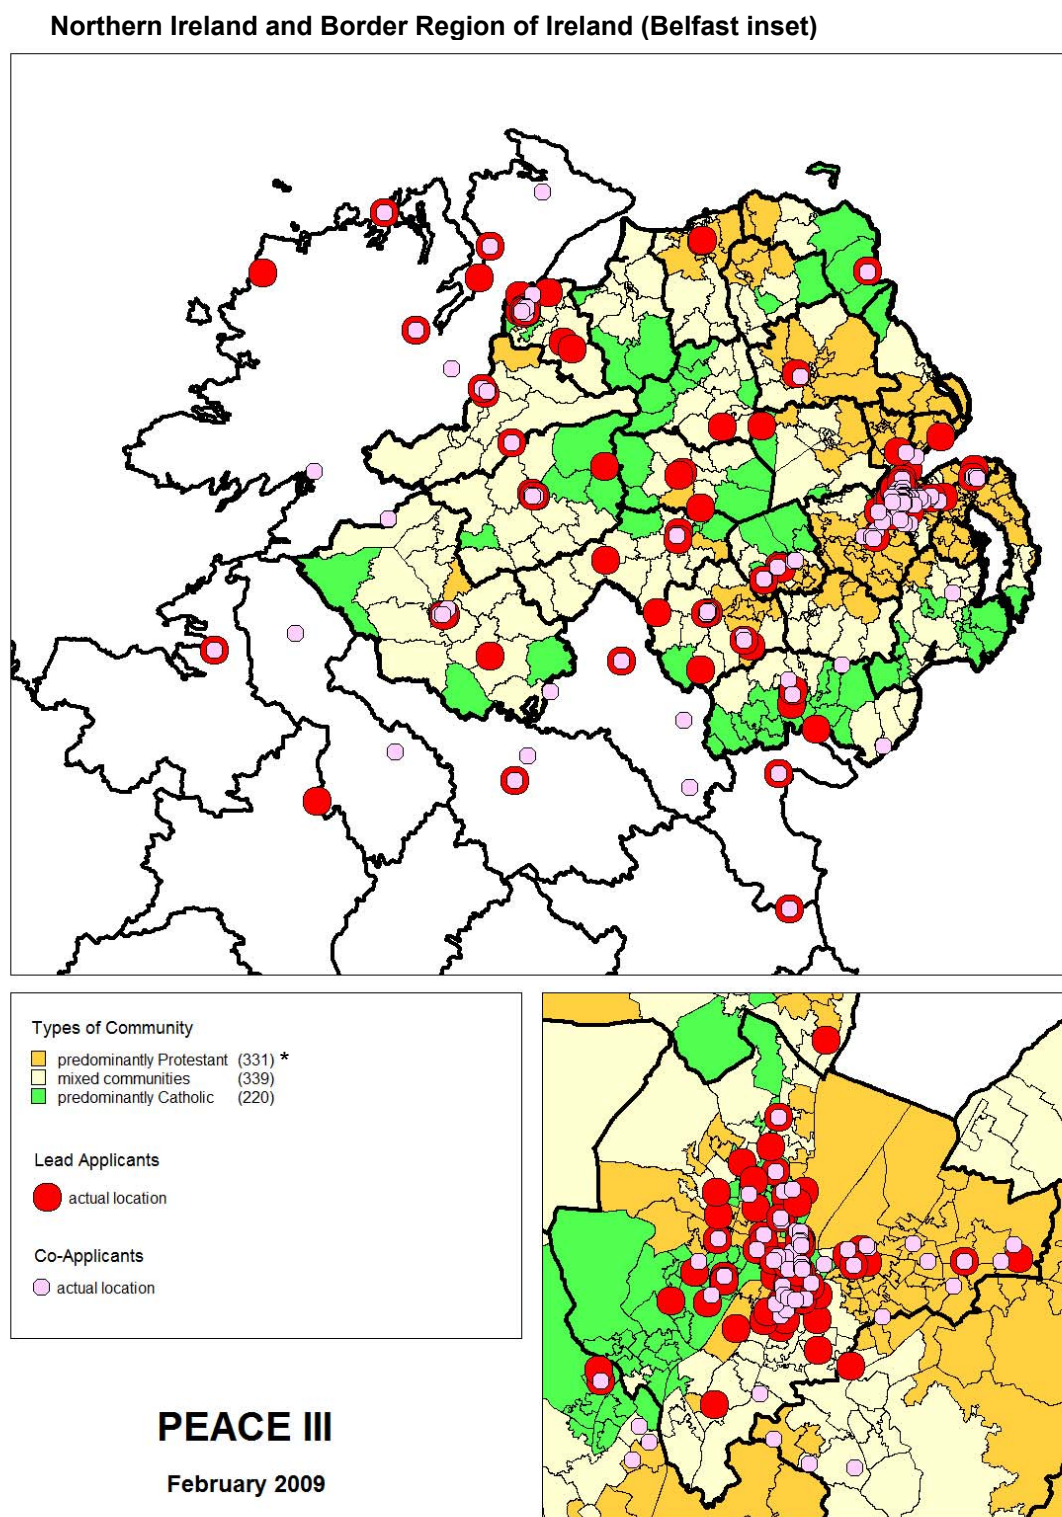 Northern Ireland and Border Region of Ireland (Belfast inset)
Types of Community
predominantly Protestant (331) *
mixed communities (339)
predominantly Catholic (220)
Lead Applicants
actual location
Co-Applicants
actual location
PEACE III
February 2009